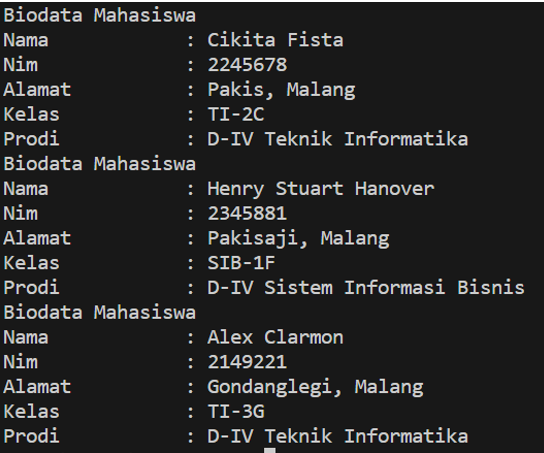 Biodata Mahasiswa
Nama : Cikita Fista
Nim : 2245678
Alamat : Pakis, Malang
Kelas : TI-2C
Prodi : D-IV Teknik Informatika
Biodata Mahasiswa
Nama : Henry Stuart Hanover
Nim : 2345881
Alamat : Pakisaji, Malang
Kelas : SIB-1F
Prodi : D-IV Sistem Informasi Bisnis
Biodata Mahasiswa
Nama : Alex Clarmon
Nim : 2149221
Alamat : Gondanglegi, Malang
Kelas : TI-3G
Prodi : D-IV Teknik Informatika